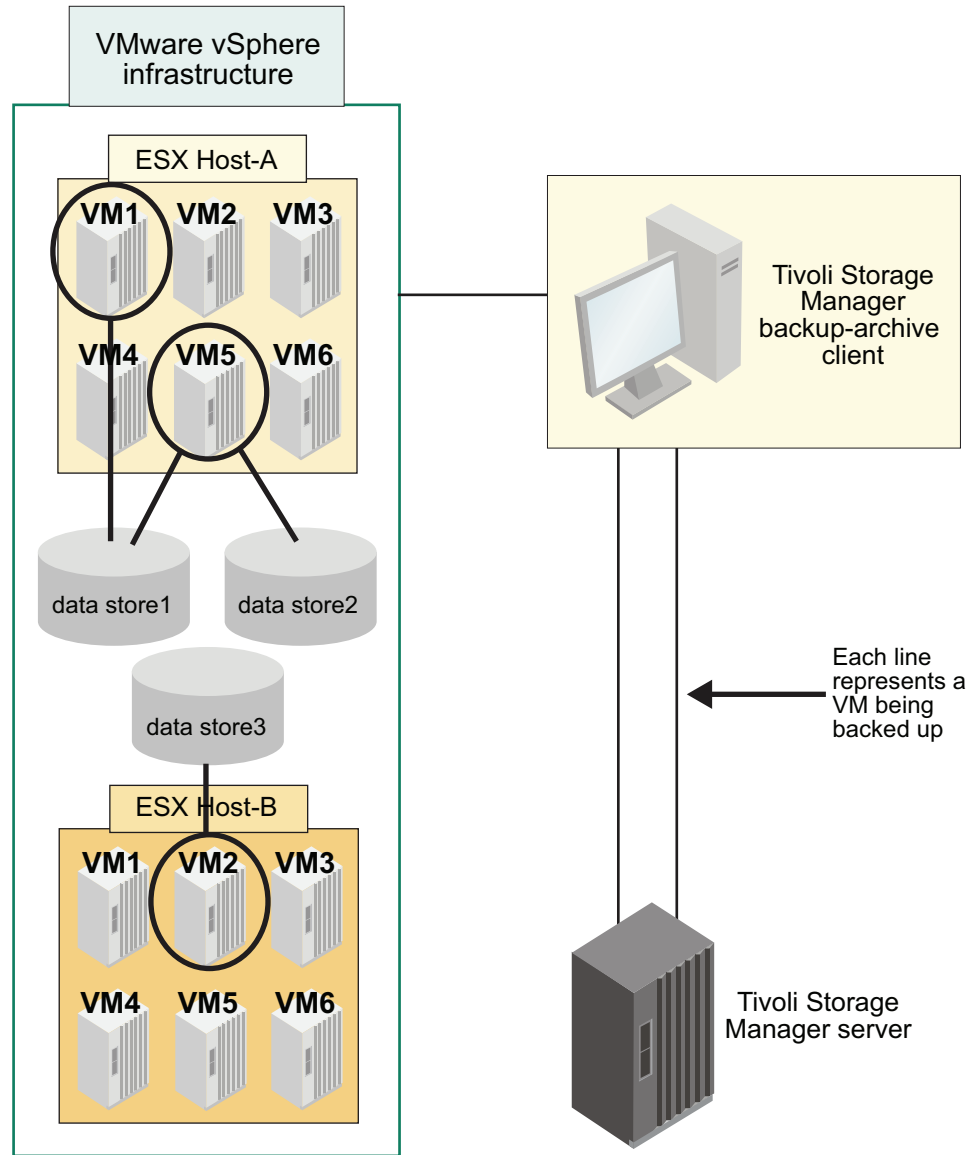 VMware vSphere
infrastructure
ESX Host-A
VM1 VM2 VM3
VM4 VM5 VM6
data store1 data store2
data store3
ESX Host-B
VM1 VM2 VM3
VM4 VM5 VM6
Tivoli Storage
Manager
backup-archive
client
Each line
represents a
VM being
backed up
Tivoli Storage
Manager server